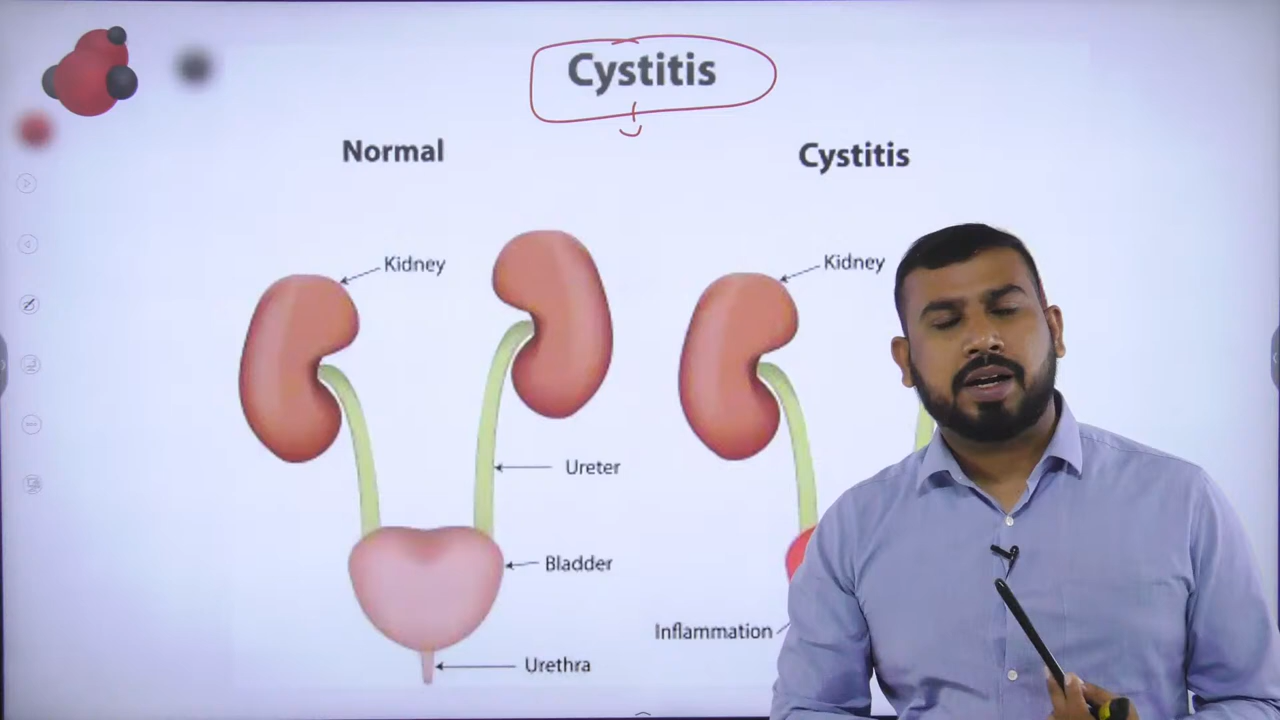 Cystitis
Normal
Cystitis
Kidney
Kidney
Ureter
Bladder
Inflammation
Urethra